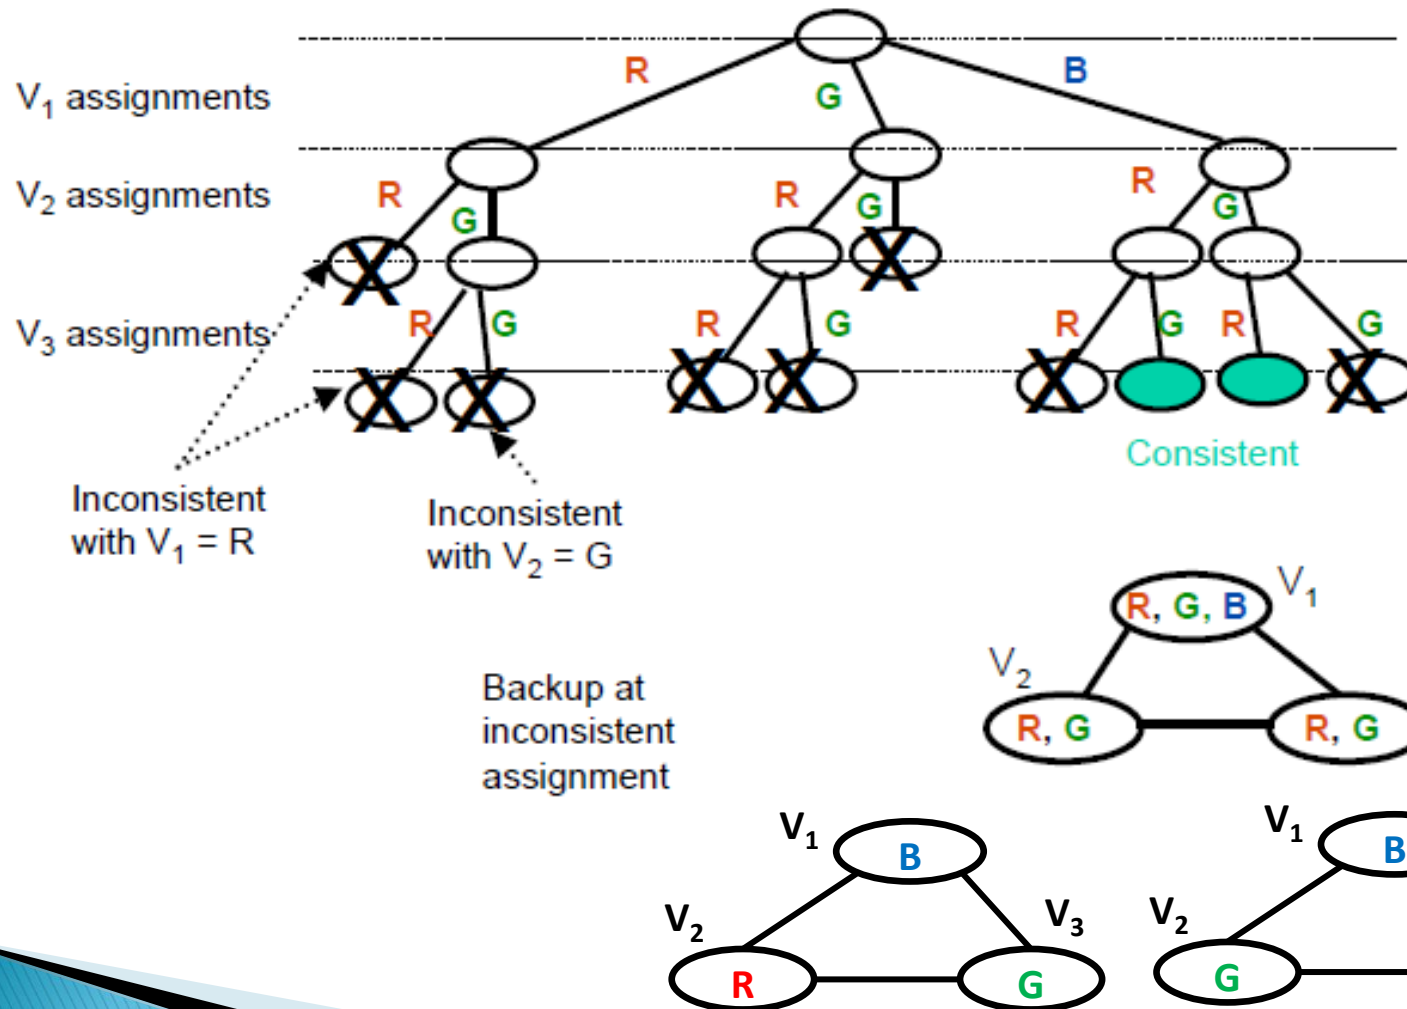 R
G
B
V1 assignments
R
G
R
G
R
G
V2 assignments
R
G
R
G
R
G
R
G
V3 assignments
Consistent
Inconsistent
with V1 = R
Inconsistent
with V2 = G
R, G, B
V1
V2
R, G
R, G
Backup at
inconsistent
assignment
V1
B
V2
V3
R
G
V1
B
V2
G